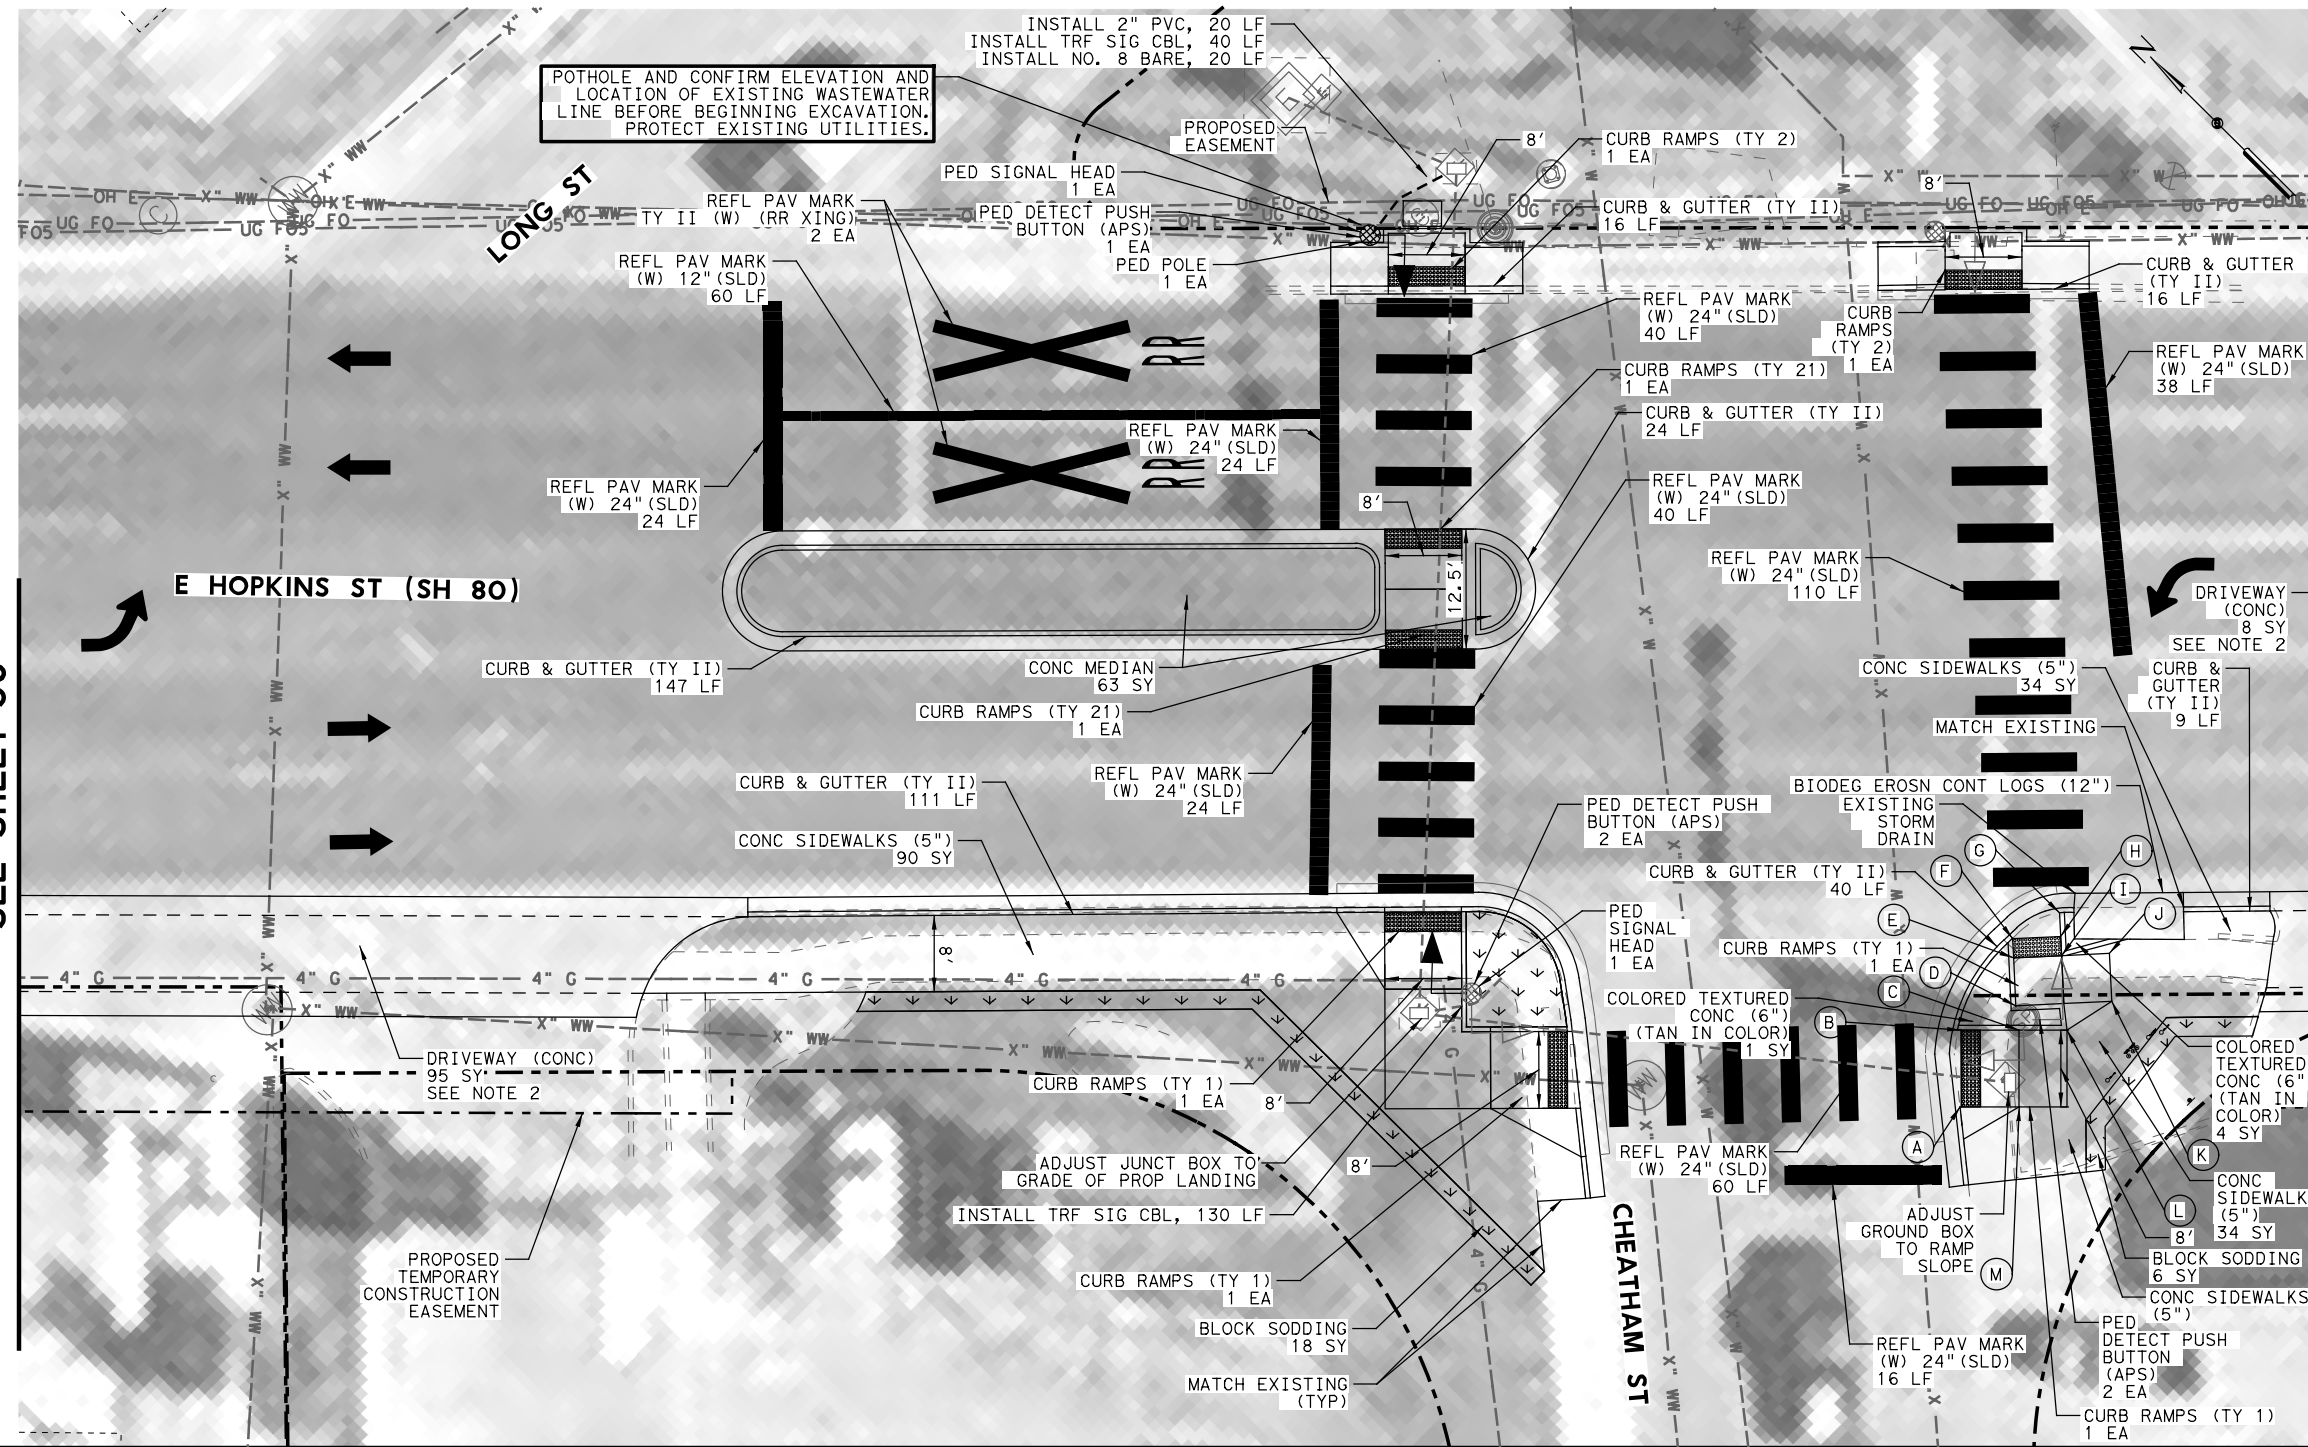 INSTALL 2" PVC, 20 LF
INSTALL TRF SIG CBL, 40 LF
INSTALL NO. 8 BARE, 20 LF
POTHOLE AND CONFIRM ELEVATION AND
LOCATION OF EXISTING WASTEWATER
LINE BEFORE BEGINNING EXCAVATION.
PROTECT EXISTING UTILITIES.
PROPOSED
EASEMENT
8'
CURB RAMPS (TY 2)
1 EA
PED SIGNAL HEAD
1 EA
LONG ST
REFL PAV MARK
TY II (W) (RR XING)
2 EA
PED DETECT PUSH
BUTTON (APS)
1 EA
PED POLE
1 EA
CURB & GUTTER (TY II)
16 LF
8'
CURB & GUTTER
(TY II)
16 LF
REFL PAV MARK
(W) 12"(SLD)
60 LF
REFL PAV MARK
(W) 24"(SLD)
40 LF
CURB
RAMPS
(TY 2)
1 EA
REFL PAV MARK
(W) 24"(SLD)
38 LF
R R
R R
CURB RAMPS (TY 21)
1 EA
CURB & GUTTER (TY II)
24 LF
REFL PAV MARK
(W) 24"(SLD)
24 LF
REFL PAV MARK
(W) 24"(SLD)
24 LF
8'
REFL PAV MARK
(W) 24"(SLD)
40 LF
REFL PAV MARK
(W) 24"(SLD)
110 LF
12.5'
E HOPKINS ST (SH 80)
DRIVEWAY
(CONC)
8 SY
SEE NOTE 2
CURB & GUTTER (TY II)
147 LF
CONC MEDIAN
63 SY
CONC SIDEWALKS (5")
34 SY
CURB &
GUTTER
(TY II)
9 LF
CURB RAMPS (TY 21)
1 EA
MATCH EXISTING
CURB & GUTTER (TY II)
111 LF
REFL PAV MARK
(W) 24"(SLD)
24 LF
BIODEG EROSN CONT LOGS (12")
EXISTING
STORM
DRAIN
PED DETECT PUSH
BUTTON (APS)
2 EA
CONC SIDEWALKS (5")
90 SY
CURB & GUTTER (TY II)
40 LF
G
H
F
I
E
J
PED
SIGNAL
HEAD
1 EA
CURB RAMPS (TY 1)
1 EA
D
C
B
8'
COLORED TEXTURED
CONC (6")
(TAN IN COLOR)
1 SY
DRIVEWAY (CONC)
95 SY
SEE NOTE 2
CURB RAMPS (TY 1)
1 EA
8'
COLORED
TEXTURED
CONC (6"
(TAN IN
COLOR)
4 SY
ADJUST JUNCT BOX TO
GRADE OF PROP LANDING
8'
REFL PAV MARK
(W) 24"(SLD)
60 LF
A
K
INSTALL TRF SIG CBL, 130 LF
CONC
SIDEWALK
(5")
34 SY
L
8'
ADJUST
GROUND BOX
TO RAMP
SLOPE
M
BLOCK SODDING
6 SY
CONC SIDEWALKS
(5")
PROPOSED
TEMPORARY
CONSTRUCTION
EASEMENT
CURB RAMPS (TY 1)
1 EA
BLOCK SODDING
18 SY
MATCH EXISTING
(TYP)
CHEATHAM ST
REFL PAV MARK
(W) 24"(SLD)
16 LF
PED
DETECT PUSH
BUTTON
(APS)
2 EA
CURB RAMPS (TY 1)
1 EA
4" G 4" G 4" G 4" G 4" G 4" G